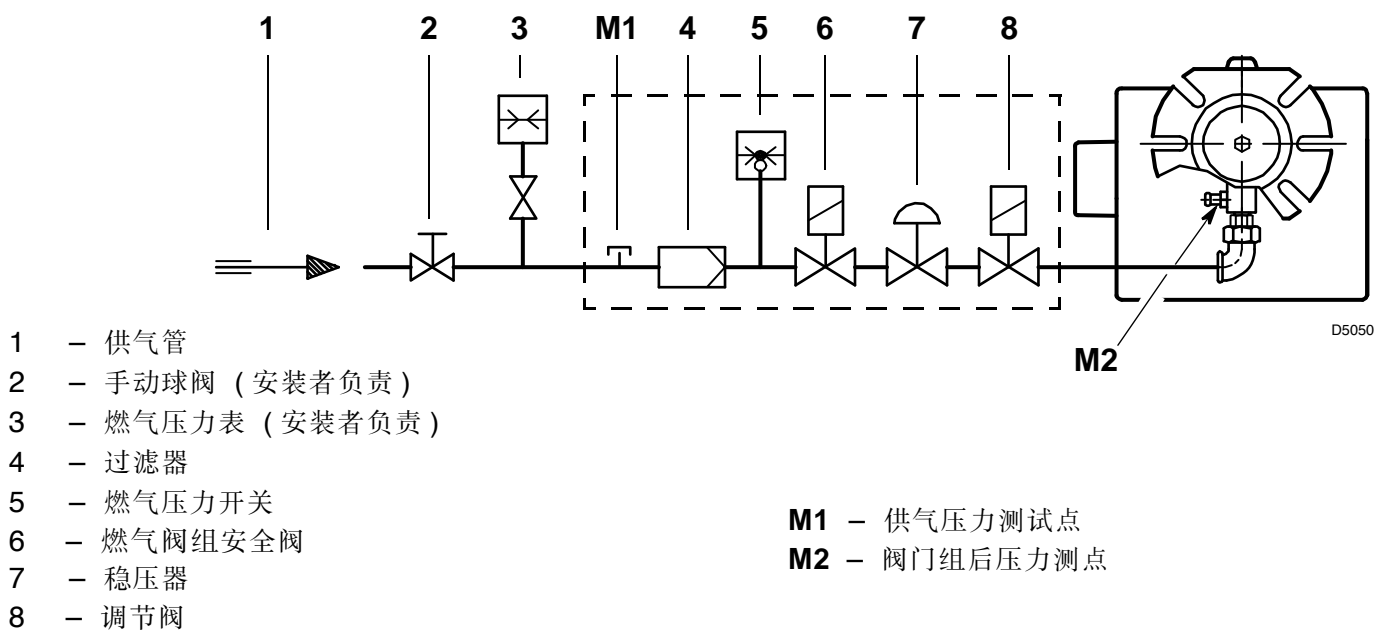 1 2 3 M1 4 5 6 7 8
D5050
M2
1 – 供气管
2 – 手动球阀 (安装者负责)
3 – 燃气压力表 (安装者负责)
4 – 过滤器
5 – 燃气压力开关
6 – 燃气阀组安全阀
7 – 稳压器
8 – 调节阀
M1 – 供气压力测试点
M2 – 阀门组后压力测点